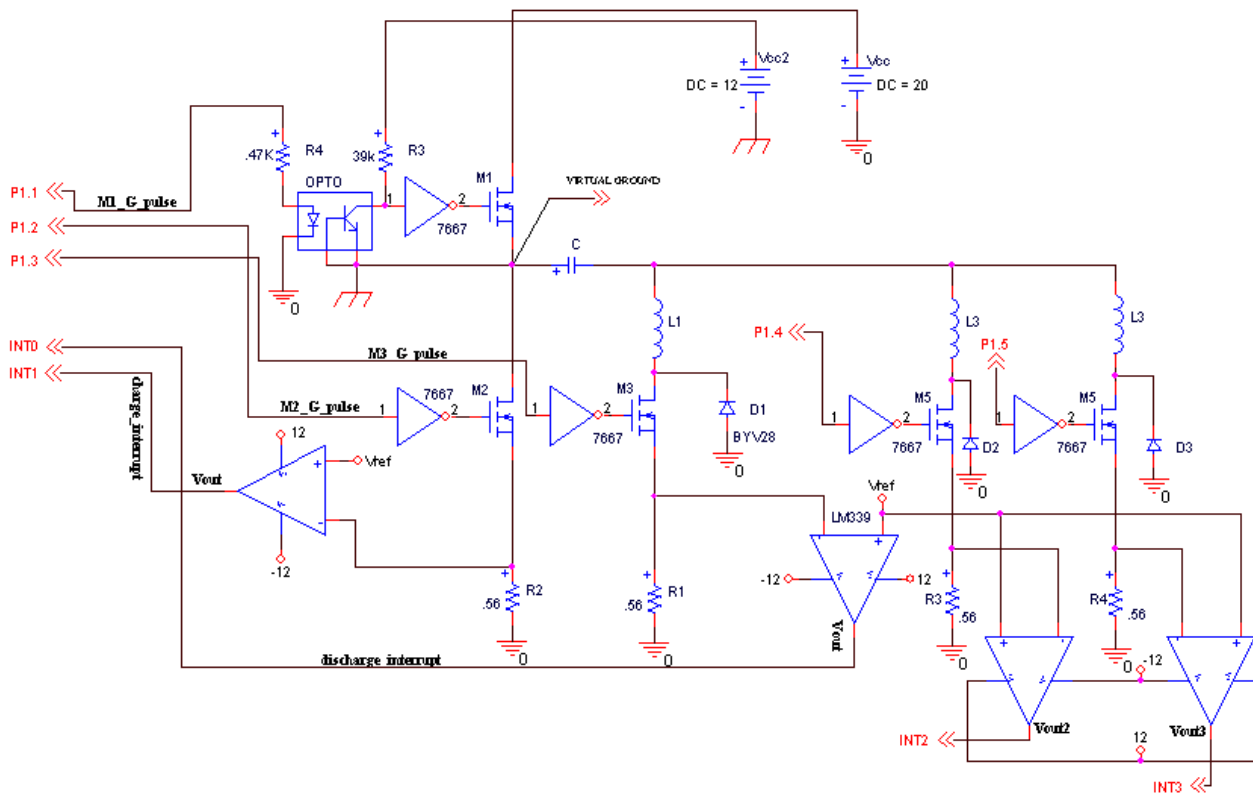 Vcc2
Vcc
DC = 12
DC = 20
+
-
+
-
0
+
R4
.47K
+
R3
39k
OPTO
M1
1
2
7667
VIRTUAL GROUND
P1.1
M1_G_pulse
P1.2
P1.3
0
C
+
L1
L3
L3
P1.4
P1.5
INT0
INT1
M3_G_pulse
charge_interrupt
M2_G_pulse
7667
1
2
M2
1
2
7667
M3
D1
BYV28
0
1
2
7667
M5
D2
0
1
2
7667
M5
D3
0
12
Vout
+
-
Vref
-12
Vref
LM339
-
+
-12
12
Vout
+
R2
.56
0
+
R1
.56
0
+
R3
.56
0
+
R4
.56
0
discharge_interrupt
+
-
-12
-
+
Vout2
Vout3
12
INT2
INT3